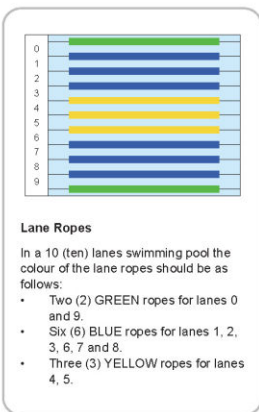 0
1
2
3
4
5
6
7
8
9
Lane Ropes
In a 10 (ten) lanes swimming pool the
colour of the lane ropes should be as
follows:
• Two (2) GREEN ropes for lanes 0
and 9.
• Six (6) BLUE ropes for lanes 1, 2,
3, 6, 7 and 8.
• Three (3) YELLOW ropes for lanes
4, 5.